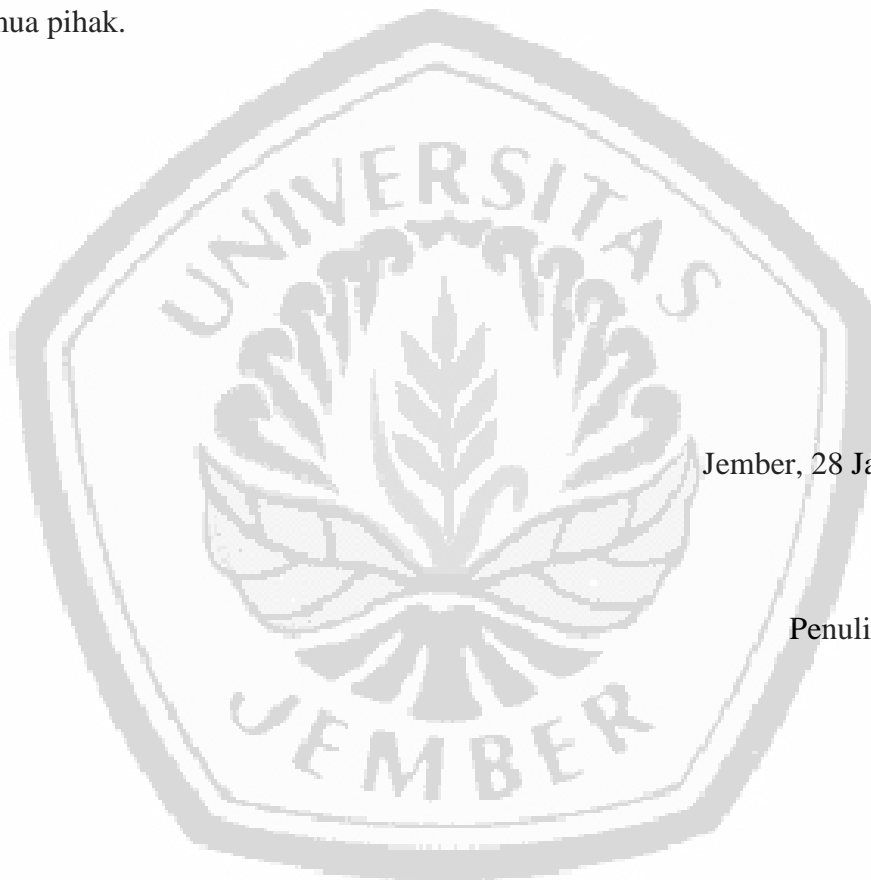 nua pihak.
UNIVERSITAS
Jember, 28 Ja
Penuli
JEMBER